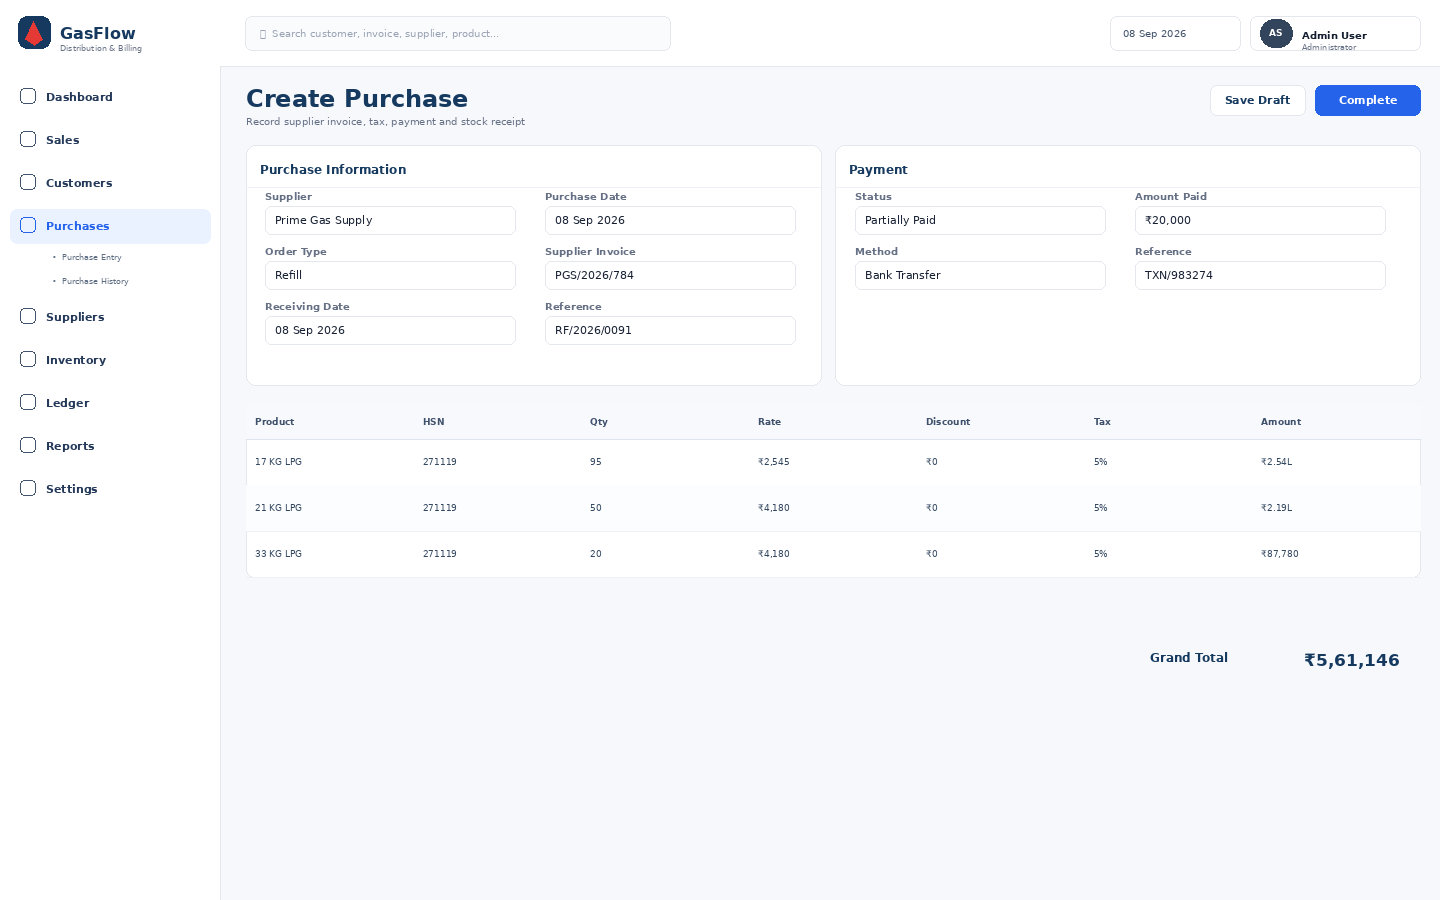 GasFlow
Distribution & Billing
Search customer, invoice, supplier, product...
08 Sep 2026
AS
Admin User
Administrator
Dashboard
Sales
Customers
Purchases
• Purchase Entry
• Purchase History
Suppliers
Inventory
Ledger
Reports
Settings
Create Purchase
Record supplier invoice, tax, payment and stock receipt
Save Draft
Complete
Purchase Information
Supplier
Purchase Date
Prime Gas Supply
08 Sep 2026
Order Type
Supplier Invoice
Refill
PGS/2026/784
Receiving Date
Reference
08 Sep 2026
RF/2026/0091
Payment
Status
Amount Paid
Partially Paid
₹20,000
Method
Reference
Bank Transfer
TXN/983274
Product HSN Qty Rate Discount Tax Amount
17 KG LPG 271119 95 ₹2,545 ₹0 5% ₹2.54L
21 KG LPG 271119 50 ₹4,180 ₹0 5% ₹2.19L
33 KG LPG 271119 20 ₹4,180 ₹0 5% ₹87,780
Grand Total ₹5,61,146